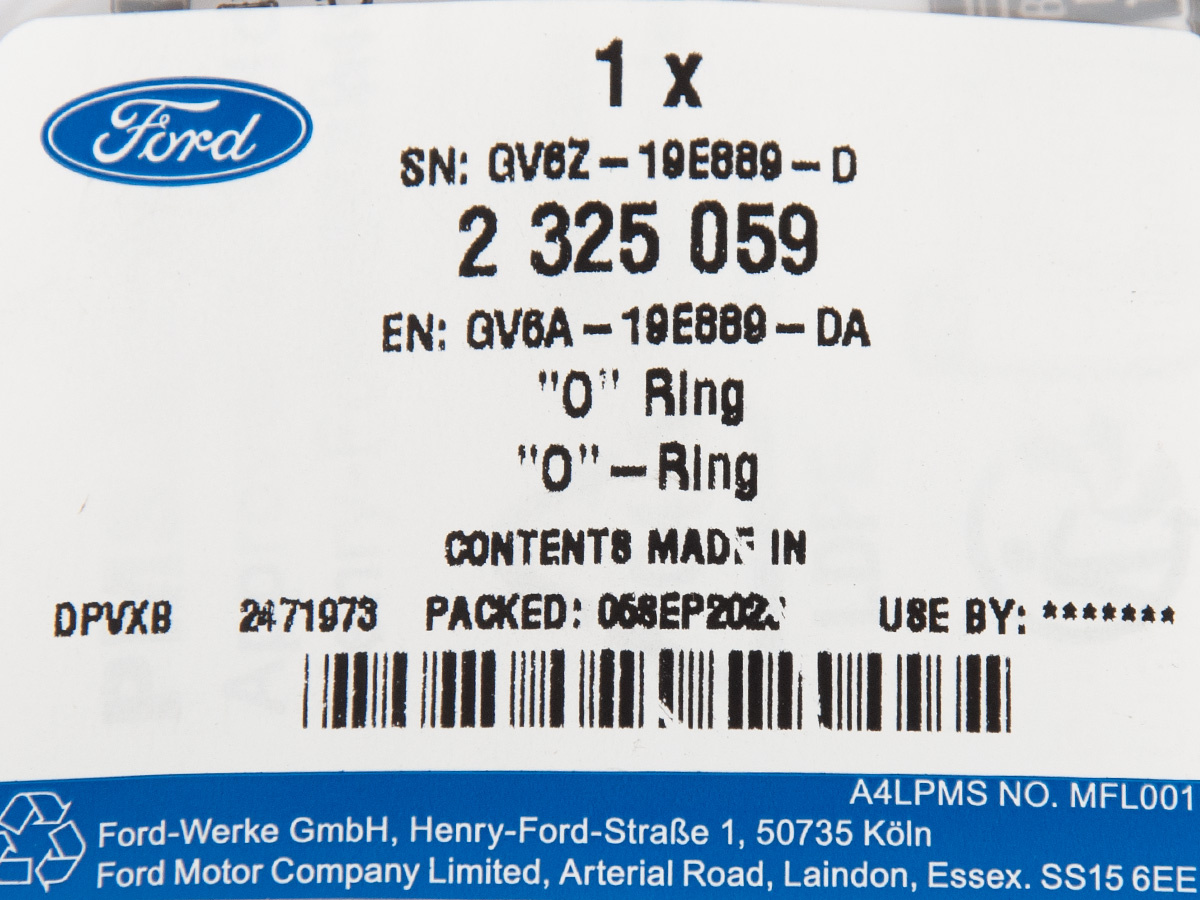 1 x
Ford
SN: GV6Z-19E889-D
2 325 059
EN: GV6A-19E889-DA
"O" Ring
"O"-Ring
CONTENTS MADE IN
DPVXB 2471973 PACKED: USE BY: *******
A4LPMS NO. MFL001
Ford-Werke GmbH, Henry-Ford-Straße 1, 50735 Köln
Ford Motor Company Limited, Arterial Road, Laindon, Essex. SS15 6EE